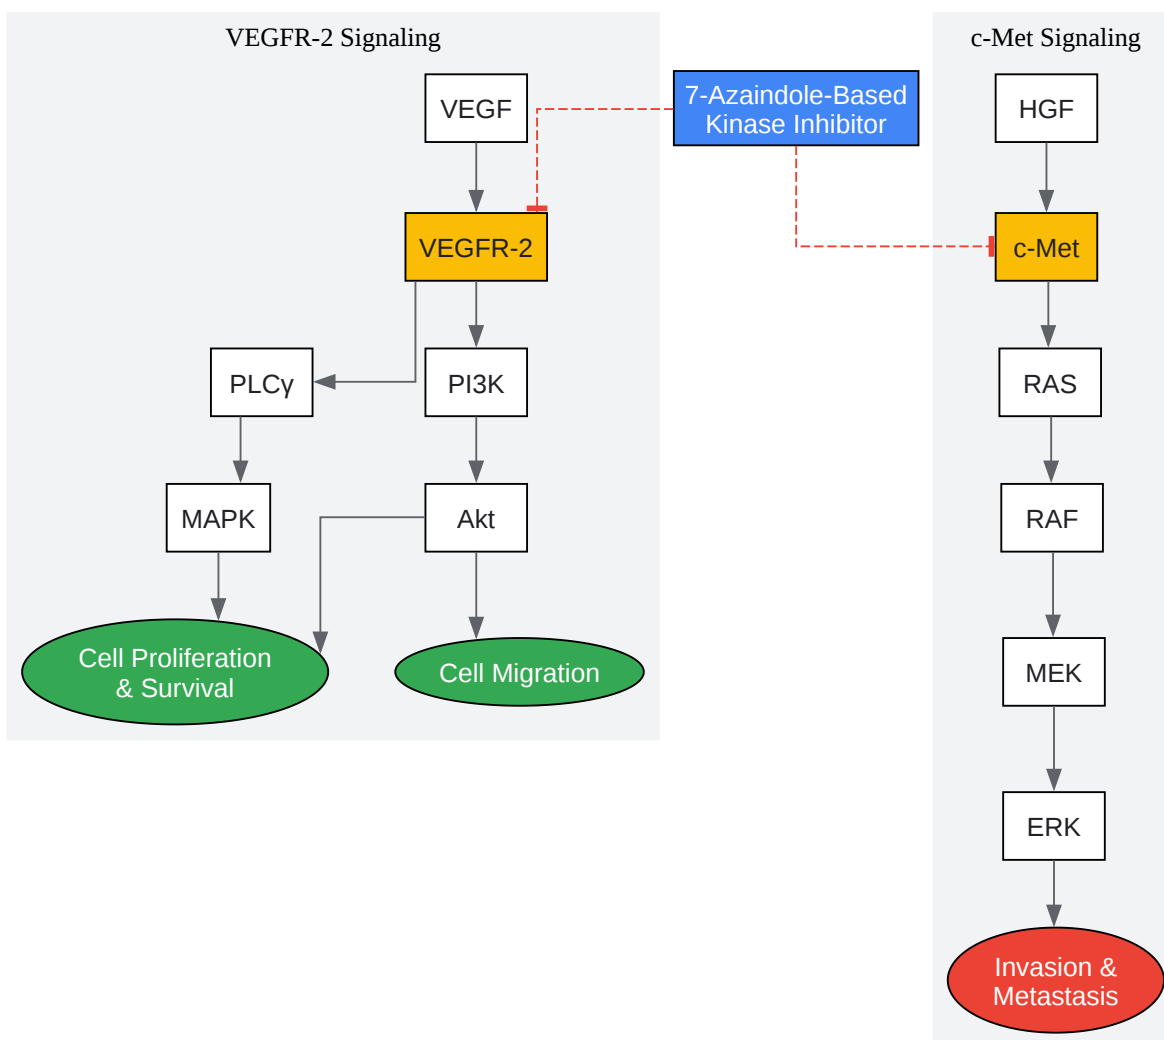 VEGFR-2 Signaling
c-Met Signaling
VEGF
7-Azaindole-Based
Kinase Inhibitor
HGF
VEGFR-2
c-Met
PLCγ
PI3K
RAS
MAPK
Akt
RAF
Cell Proliferation
& Survival
Cell Migration
MEK
ERK
Invasion &
Metastasis